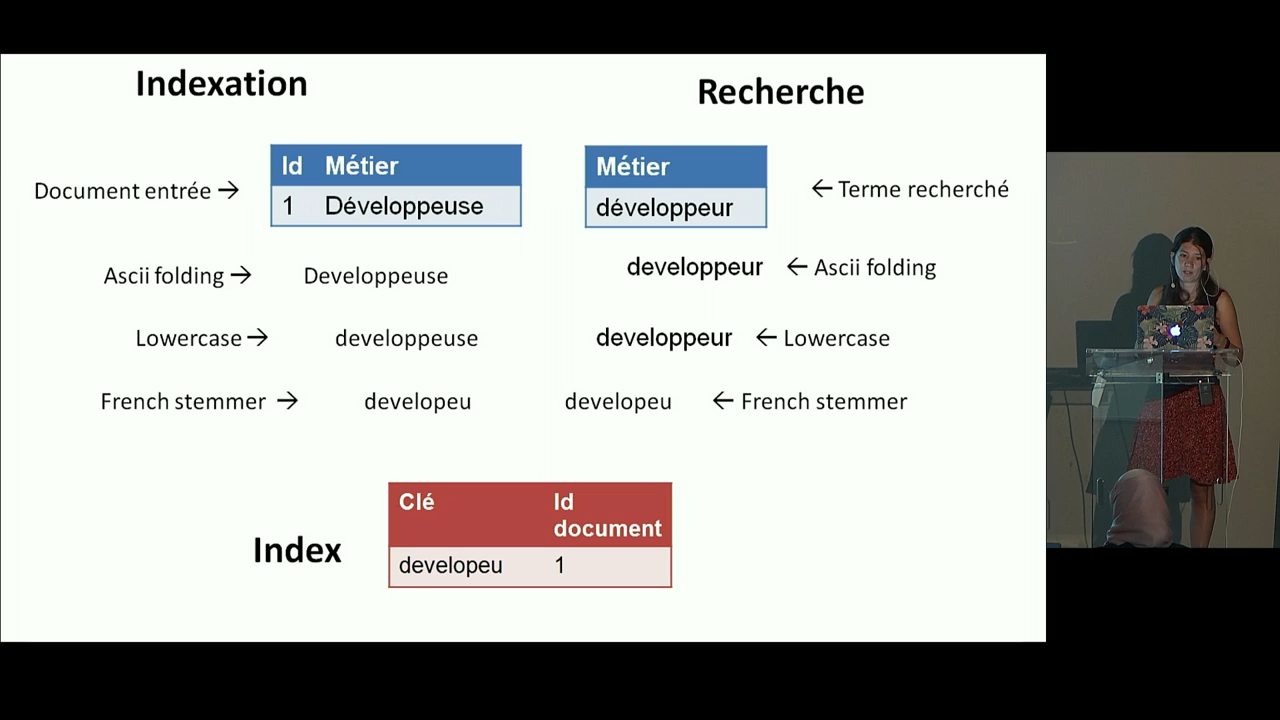 Indexation
Recherche
Id Métier
1 Développeuse
Document entrée →
Métier
développeur
← Terme recherché
Ascii folding → Developpeuse
developpeur ← Ascii folding
Lowercase → developpeuse
developpeur ← Lowercase
French stemmer → developeu
developeu ← French stemmer
Index
Clé Id
document
developeu 1